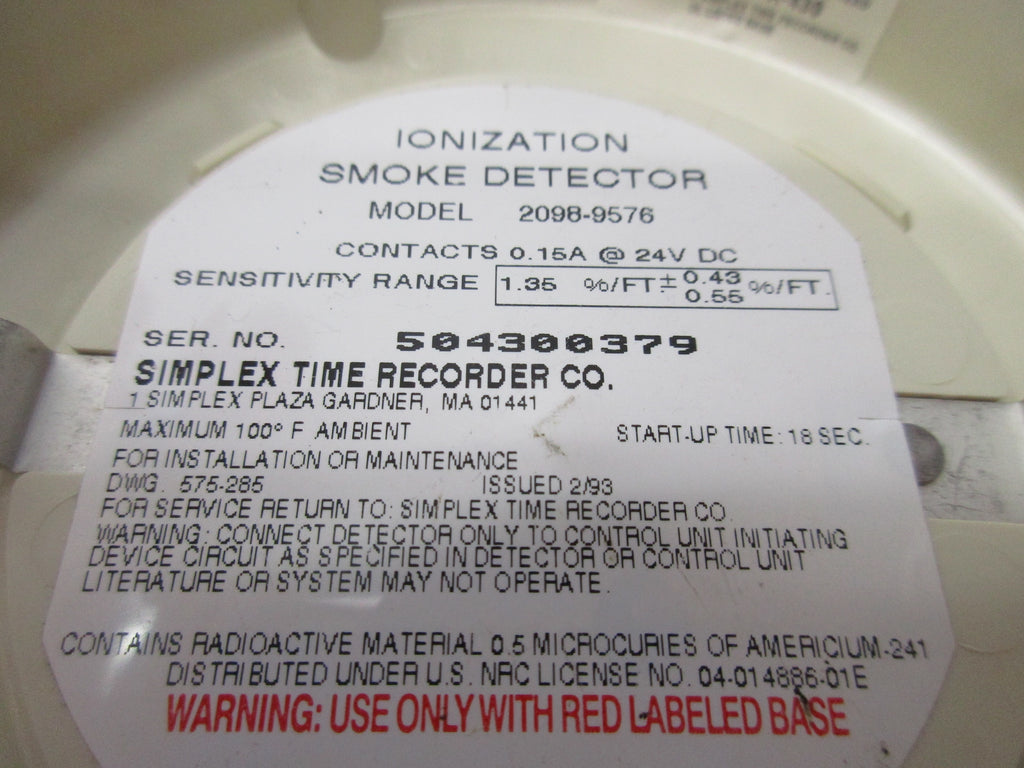 IONIZATION
SMOKE DETECTOR
MODEL 2098-9576
CONTACTS 0.15A @ 24V DC
SENSITIVITY RANGE 1.35 %/FT ± 0.43 0.55 %/FT.
SER. NO. 504300379
SIMPLEX TIME RECORDER CO.
1 SIMPLEX PLAZA GARDNER, MA 01441
MAXIMUM 100° F AMBIENT START-UP TIME: 18 SEC.
FOR INSTALLATION OR MAINTENANCE
DWG. 575-285 ISSUED 2/93
FOR SERVICE RETURN TO: SIMPLEX TIME RECORDER CO.
WARNING: CONNECT DETECTOR ONLY TO CONTROL UNIT INITIATING
DEVICE CIRCUIT AS SPECIFIED IN DETECTOR OR CONTROL UNIT
LITERATURE OR SYSTEM MAY NOT OPERATE.
CONTAINS RADIOACTIVE MATERIAL 0.5 MICROCURIES OF AMERICIUM-241
DISTRIBUTED UNDER U.S. NRC LICENSE NO. 04-014886-01E
WARNING: USE ONLY WITH RED LABELED BASE